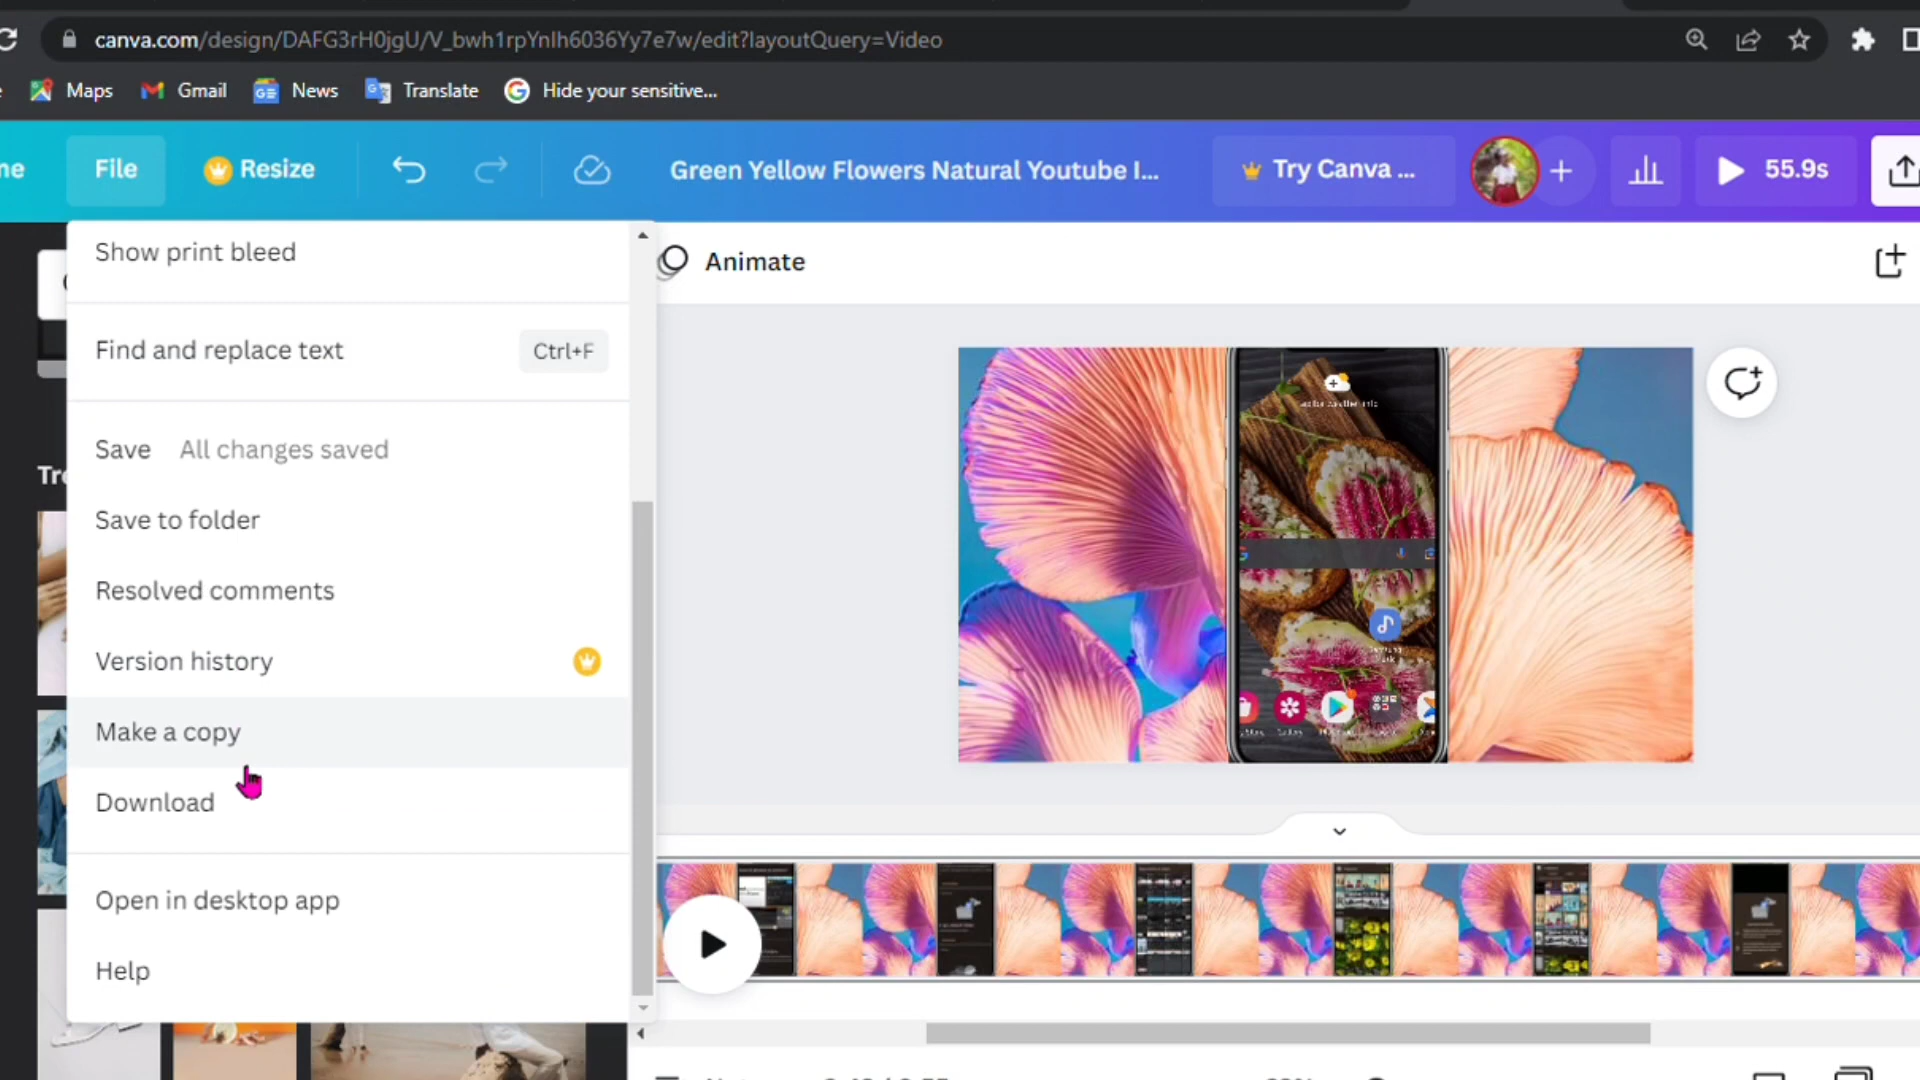 canva.com/design/DAFG3rH0jgU/V_bwh1rpYnlh6036Yy7e7w/edit?layoutQuery=Video
Maps Gmail News Translate Hide your sensitive...
me File Resize Green Yellow Flowers Natural Youtube I... Try Canva ... 55.9s
Show print bleed
Animate
Find and replace text Ctrl+F
Save All changes saved
Tre
Save to folder
Resolved comments
Version history
Make a copy
Download
Open in desktop app
Help